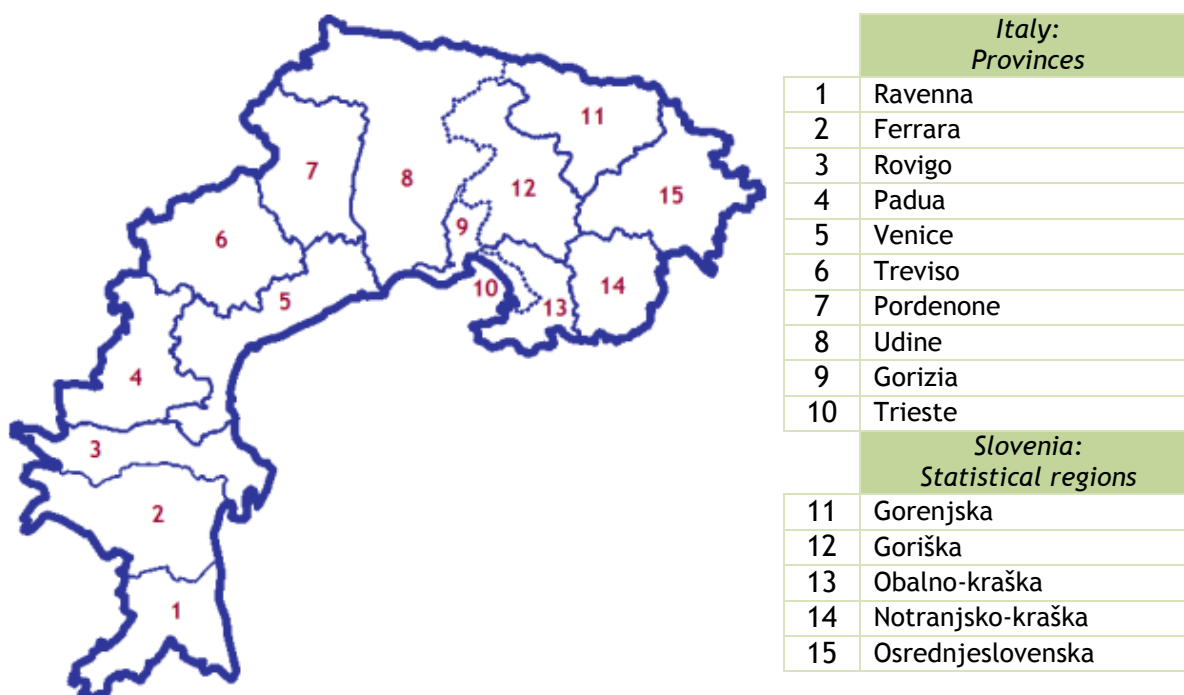 Italy:
Provinces
1 Ravenna
2 Ferrara
3 Rovigo
4 Padua
5 Venice
6 Treviso
7 Pordenone
8 Udine
9 Gorizia
10 Trieste
Slovenia:
Statistical regions
11 Gorenjska
12 Goriška
13 Obalno-kraška
14 Notranjsko-kraška
15 Osrednjeslovenska
11
7
8
12
15
9
6
10
14
5
13
4
3
2
1